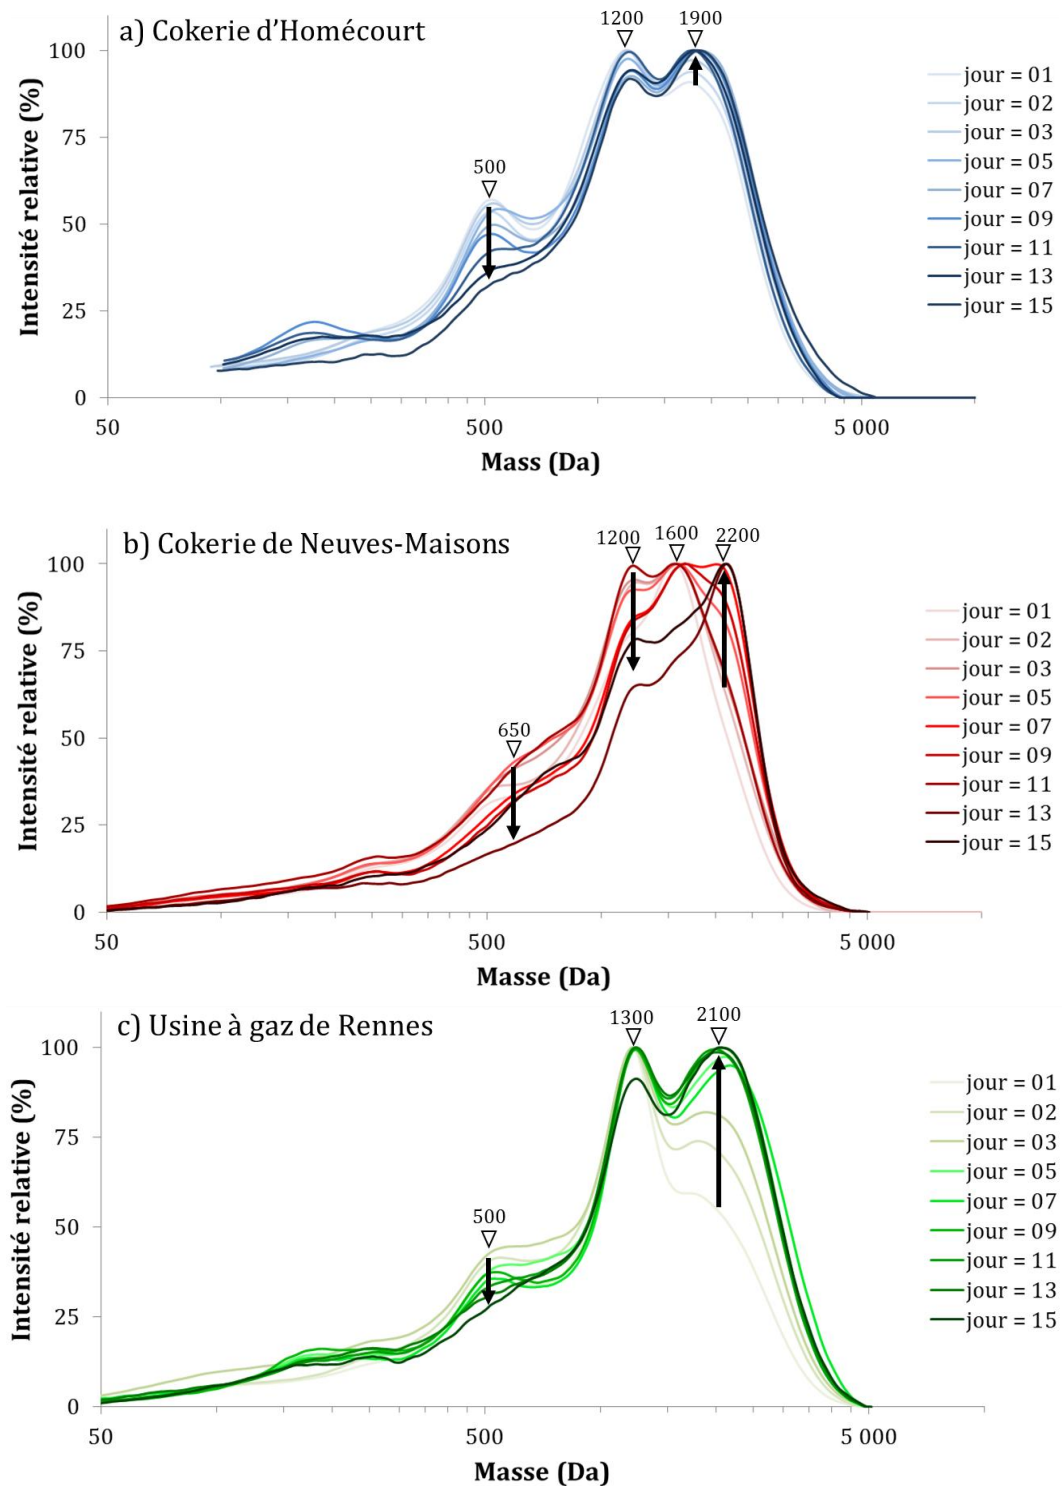 a) Cokerie d'Homécourt
1200
1900
500
100
75
50
25
0
Intensité relative (%)
50
500
5 000
Mass (Da)
jour = 01
jour = 02
jour = 03
jour = 05
jour = 07
jour = 09
jour = 11
jour = 13
jour = 15
b) Cokerie de Neuves-Maisons
1200
1600
2200
650
100
75
50
25
0
Intensité relative (%)
50
500
5 000
Masse (Da)
jour = 01
jour = 02
jour = 03
jour = 05
jour = 07
jour = 09
jour = 11
jour = 13
jour = 15
c) Usine à gaz de Rennes
1300
2100
500
100
75
50
25
0
Intensité relative (%)
50
500
5 000
Masse (Da)
jour = 01
jour = 02
jour = 03
jour = 05
jour = 07
jour = 09
jour = 11
jour = 13
jour = 15